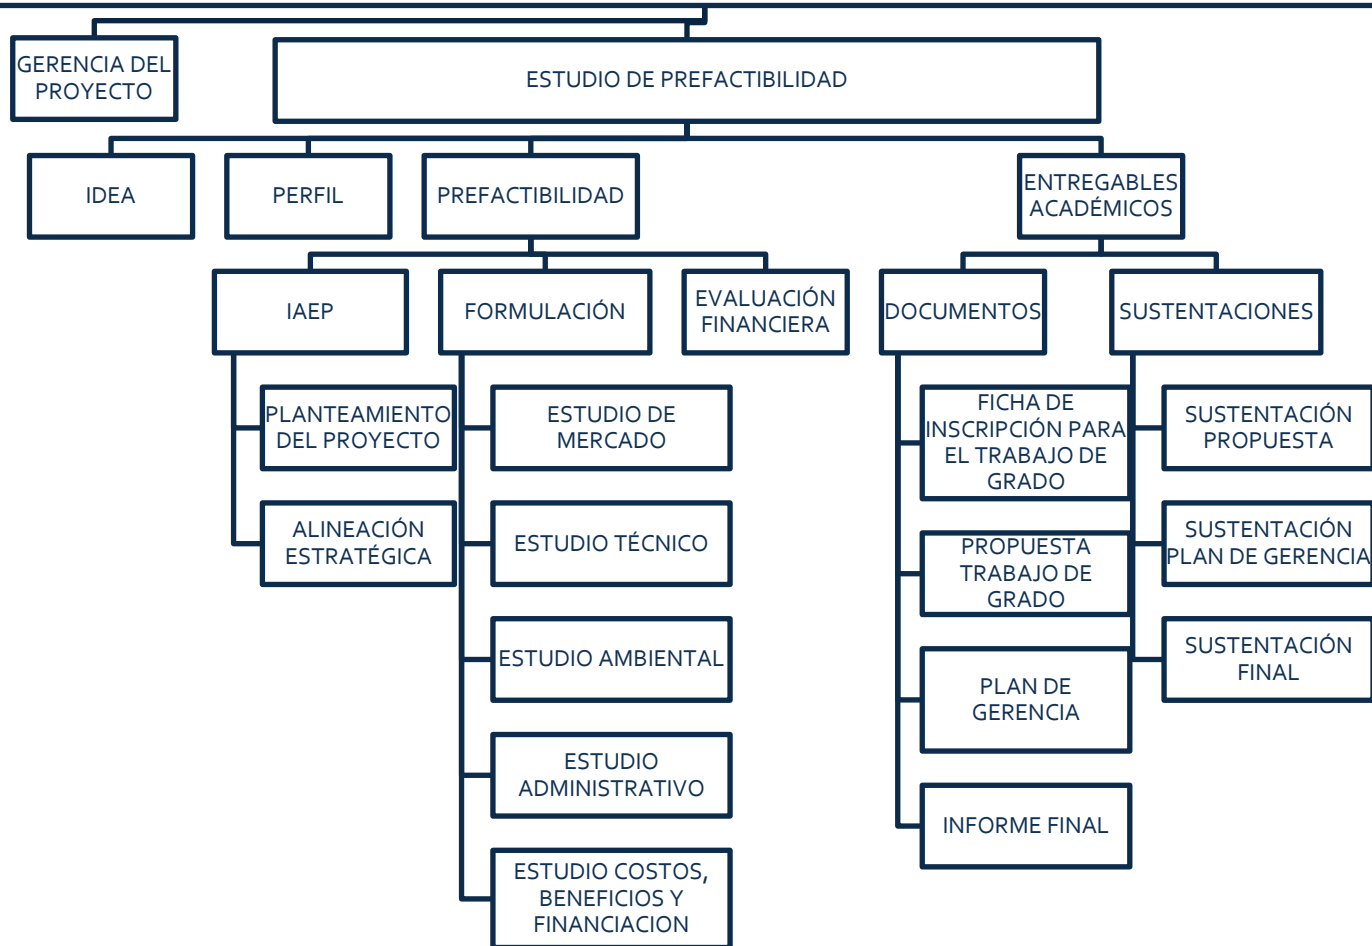 GERENCIA DEL
PROYECTO
ESTUDIO DE PREFACTIBILIDAD
IDEA
PERFIL
PREFACTIBILIDAD
ENTREGABLES
ACADÉMICOS
IAEP
FORMULACIÓN
EVALUACIÓN
FINANCIERA
DOCUMENTOS
SUSTENTACIONES
PLANTEAMIENTO
DEL PROYECTO
ALINEACIÓN
ESTRATÉGICA
ESTUDIO DE
MERCADO
ESTUDIO TÉCNICO
ESTUDIO AMBIENTAL
ESTUDIO
ADMINISTRATIVO
ESTUDIO COSTOS,
BENEFICIOS Y
FINANCIACION
FICHA DE
INSCRIPCIÓN PARA
EL TRABAJO DE
GRADO
PROPUESTA
TRABAJO DE
GRADO
PLAN DE
GERENCIA
INFORME FINAL
SUSTENTACIÓN
PROPUESTA
SUSTENTACIÓN
PLAN DE GERENCIA
SUSTENTACIÓN
FINAL